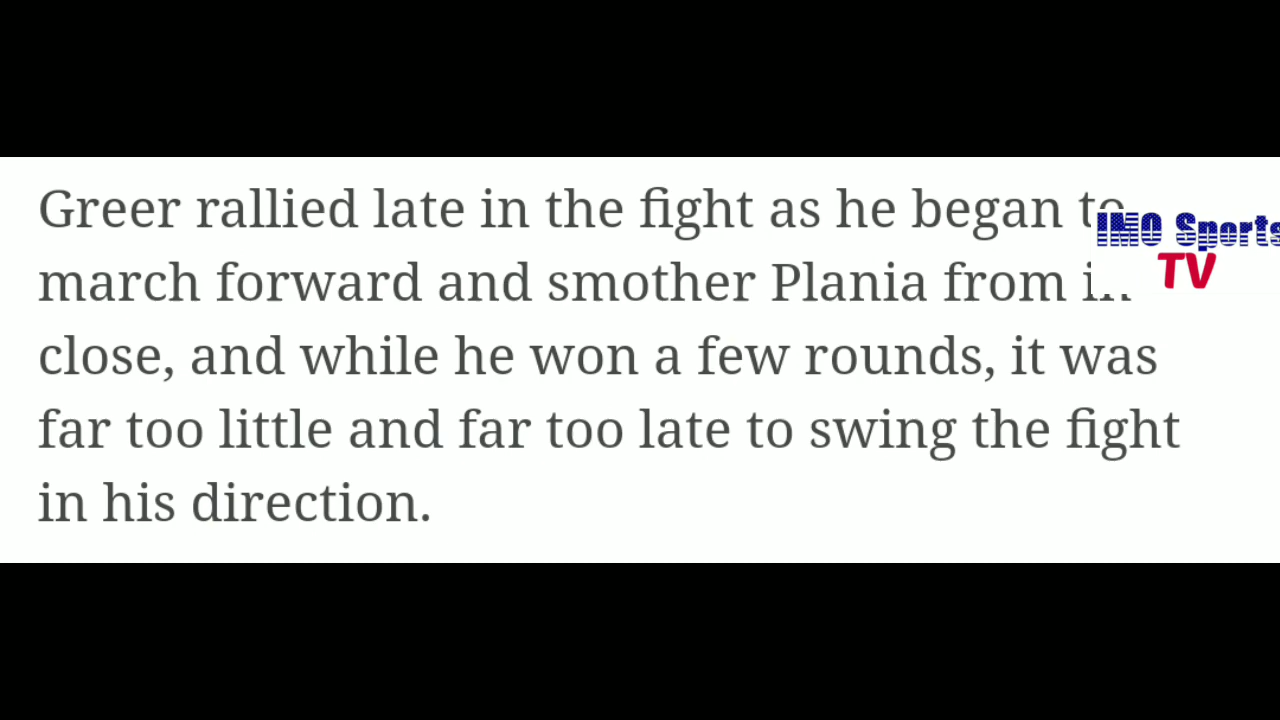 Greer rallied late in the fight as he began to
march forward and smother Plania from in
close, and while he won a few rounds, it was
far too little and far too late to swing the fight
in his direction.
IMO Sports
TV